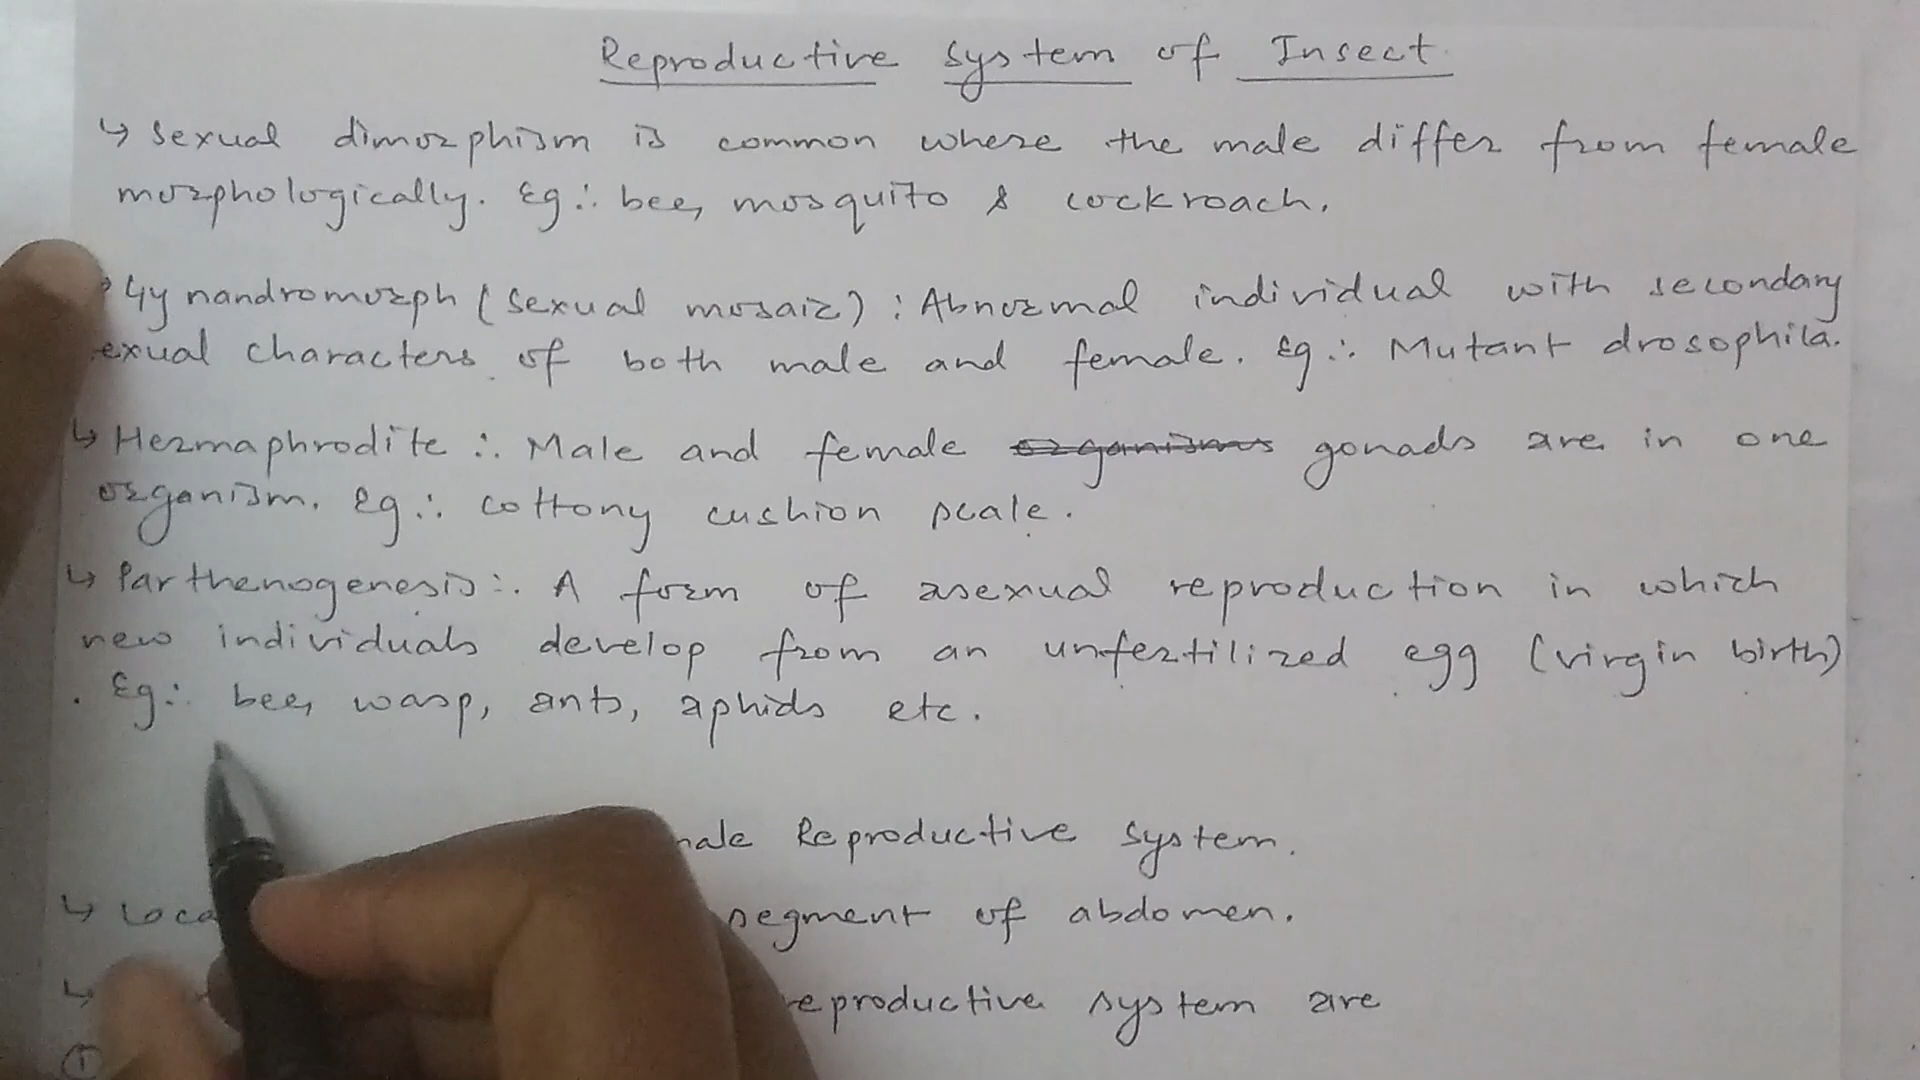 Reproductive System of Insect
↳ Sexual dimorphism is common where the male differ from female
morphologically. Eg:. bee, mosquito & cockroach.
Gynandromorph (Sexual mosaic) : Abnormal individual with secondary
exual characters of both male and female. Eg:. Mutant drosophila.
↳ Hermaphrodite :. Male and female organisms gonads are in one
organism. Eg:. cottony cushion scale.
↳ Parthenogenesis:. A form of asexual reproduction in which
new individuals develop from an unfertilized egg (virgin birth)
. Eg:. bee, wasp, ants, aphids etc.
Reproductive System.
↳ segment of abdomen.
↳ reproductive system are
①